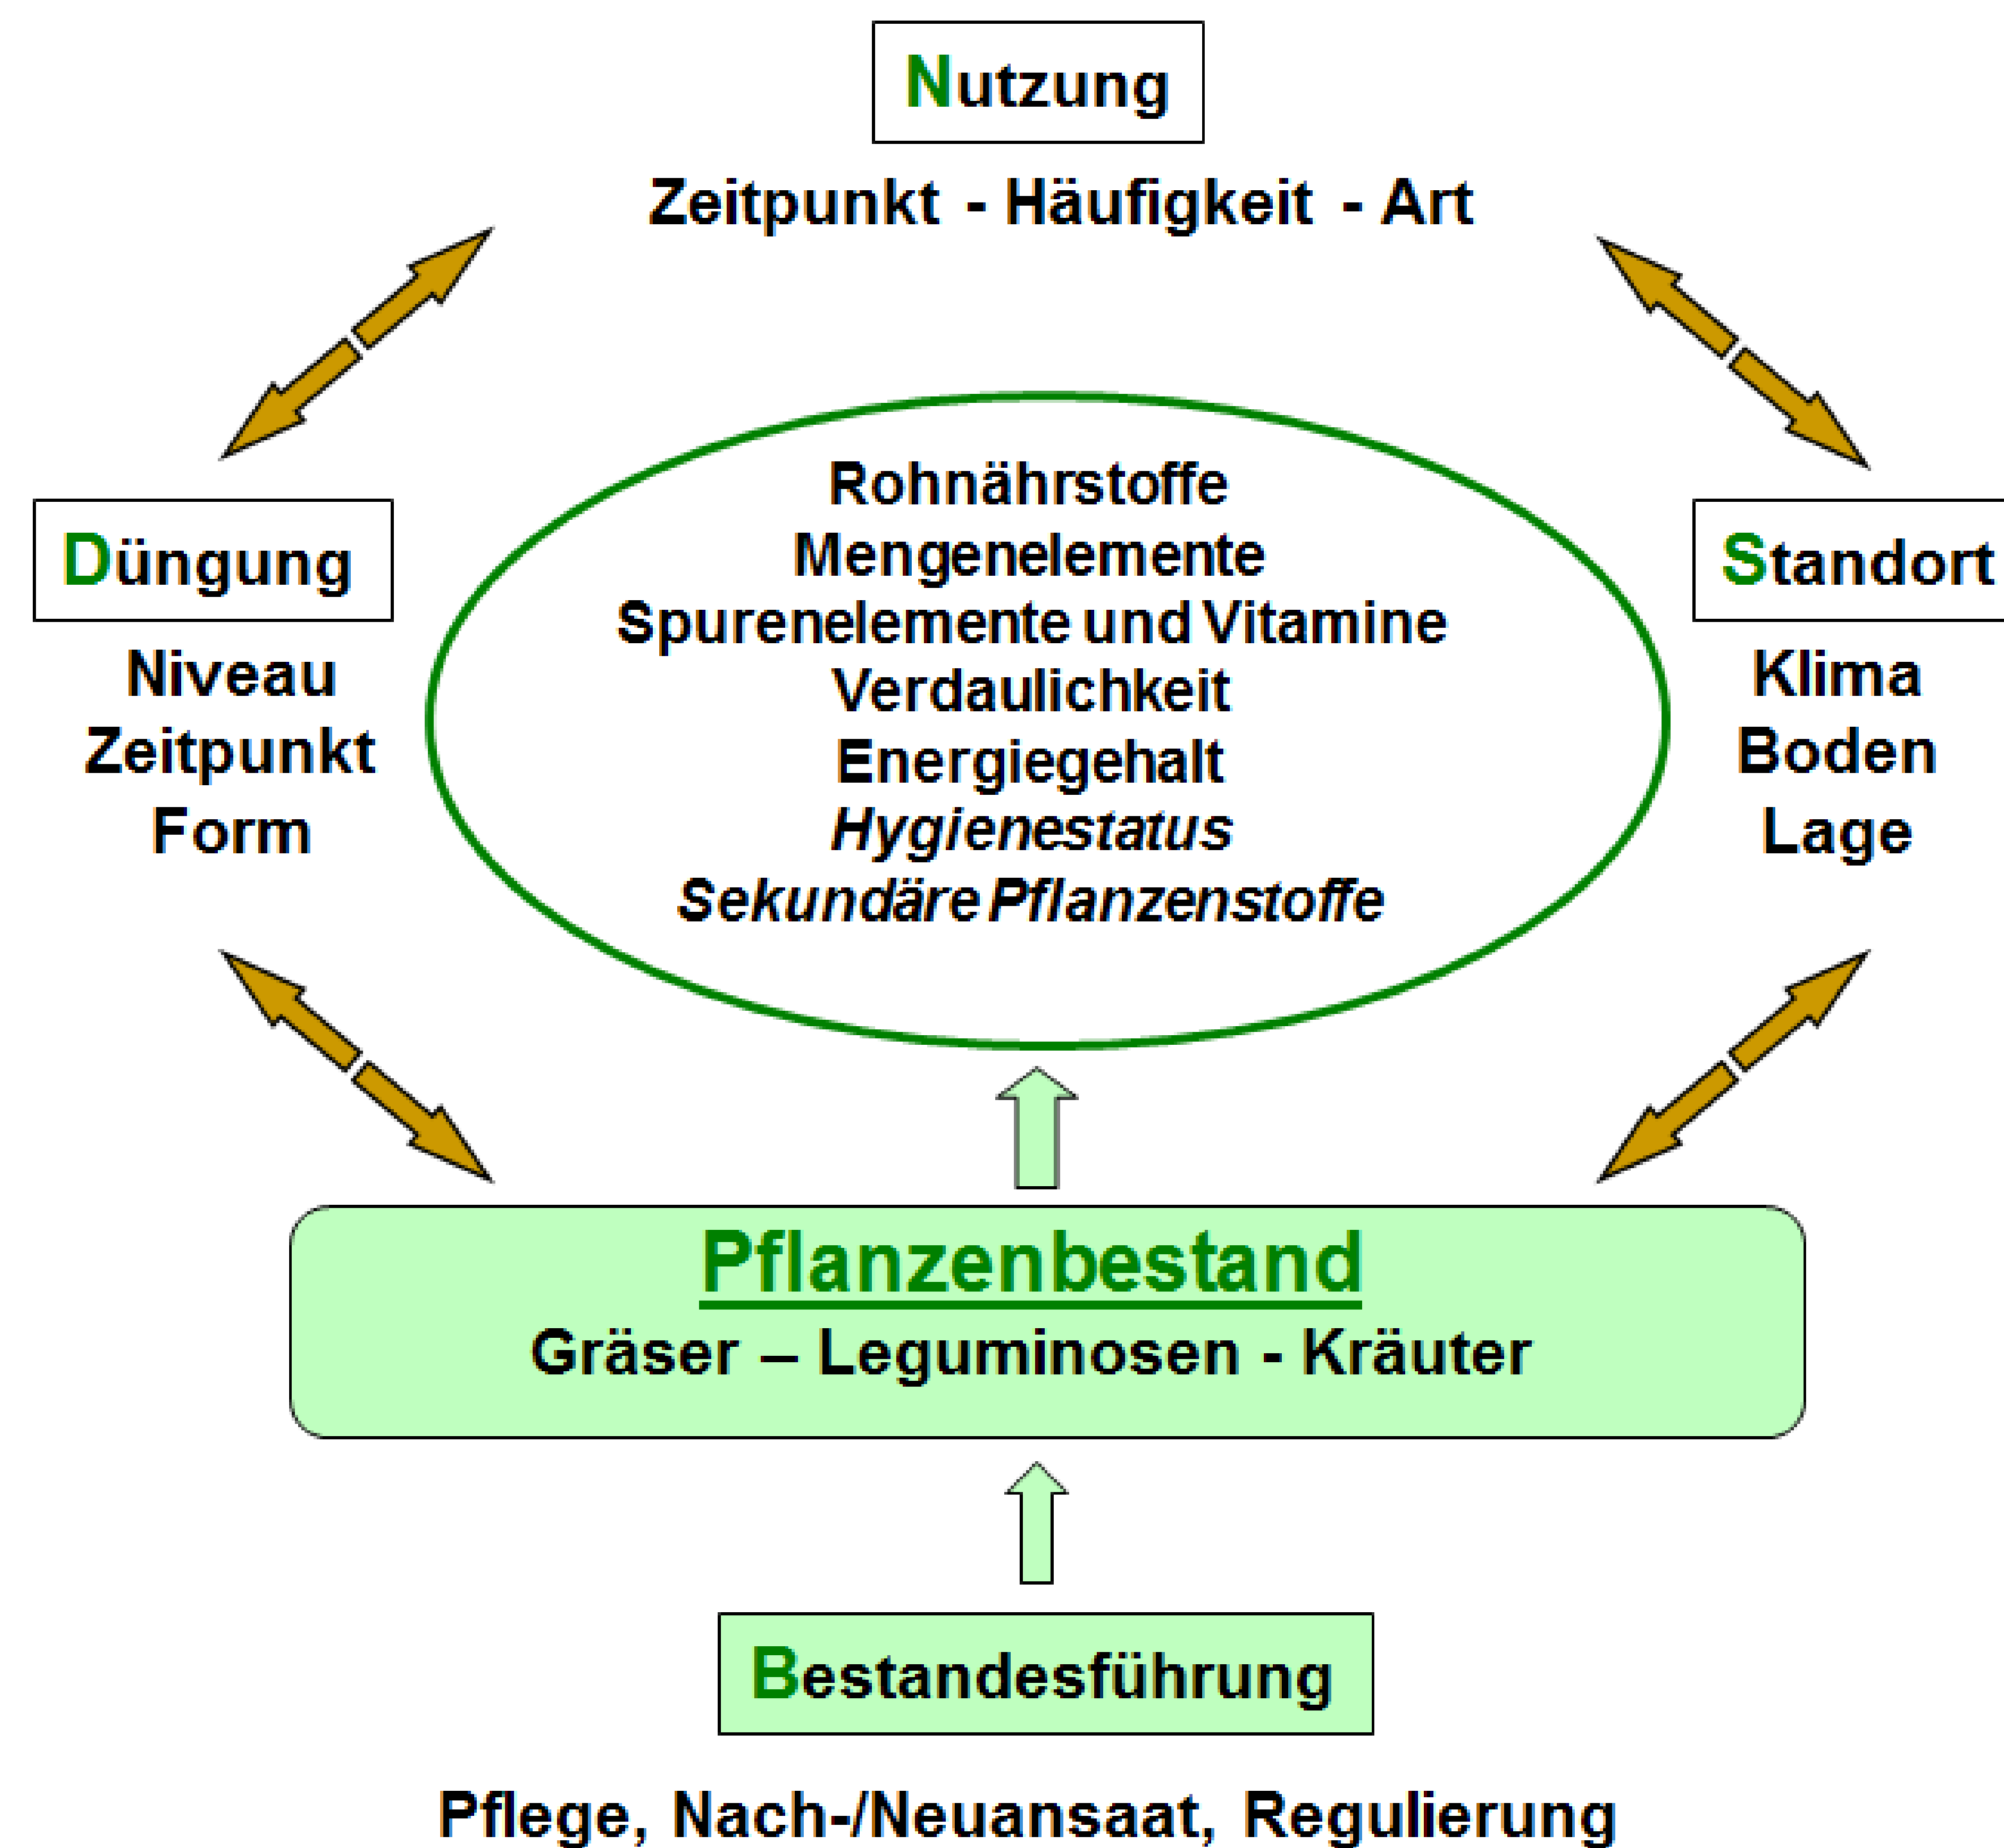 Nutzung
Zeitpunkt - Häufigkeit - Art
Düngung
Niveau
Zeitpunkt
Form
Rohnährstoffe
Mengenelemente
Spurenelemente und Vitamine
Verdaulichkeit
Energiegehalt
Hygienestatus
Sekundäre Pflanzenstoffe
Standort
Klima
Boden
Lage
Pflanzenbestand
Gräser – Leguminosen - Kräuter
Bestandesführung
Pflege, Nach-/Neuansaat, Regulierung